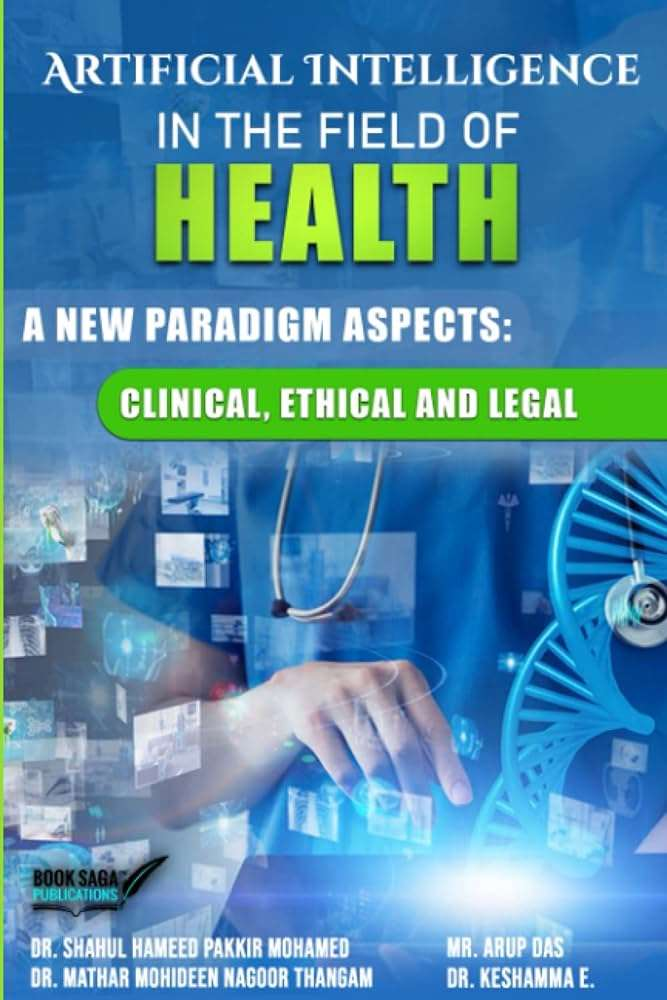 ARTIFICIAL INTELLIGENCE
IN THE FIELD OF
HEALTH
A NEW PARADIGM ASPECTS:
CLINICAL, ETHICAL AND LEGAL
BOOK SAGA
PUBLICATIONS
DR. SHAHUL HAMEED PAKKIR MOHAMED
MR. ARUP DAS
DR. MATHAR MOHIDEEN NAGOOR THANGAM
DR. KESHAMMA E.